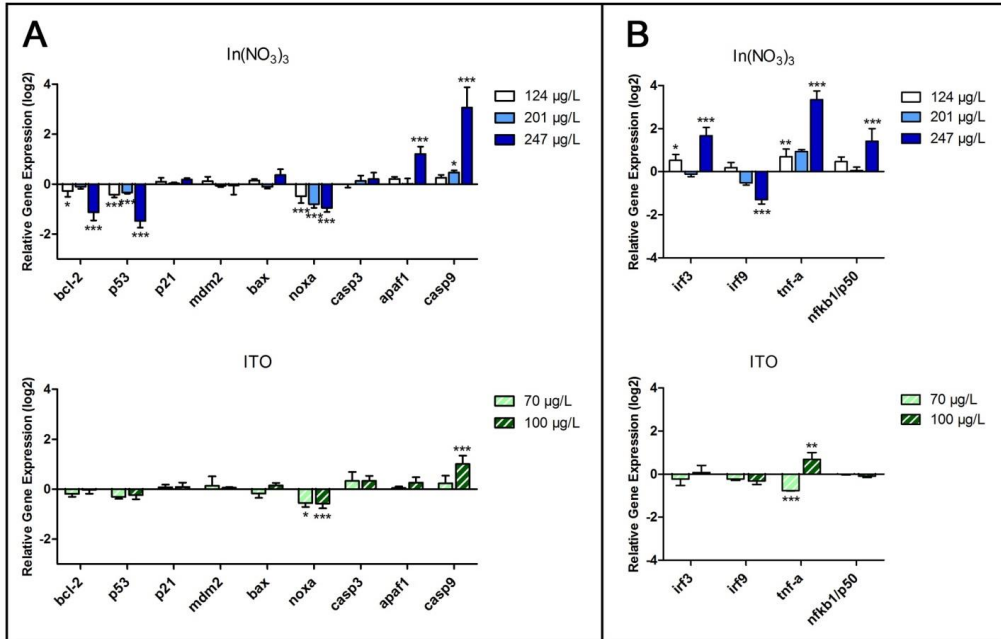 A
In(NO3)3
Relative Gene Expression (log2)
4
2
0
-2
124 µg/L
201 µg/L
247 µg/L
*
***
***
***
***
***
***
***
***
*
***
bcl-2
p53
p21
mdm2
bax
noxa
casp3
apaf1
casp9
ITO
Relative Gene Expression (log2)
4
2
0
-2
70 µg/L
100 µg/L
*
***
***
bcl-2
p53
p21
mdm2
bax
noxa
casp3
apaf1
casp9
B
In(NO3)3
Relative Gene Expression (log2)
4
2
0
-2
-4
124 µg/L
201 µg/L
247 µg/L
*
***
***
**
***
***
irf3
irf9
tnf-a
nfkb1/p50
ITO
Relative Gene Expression (log2)
4
2
0
-2
-4
70 µg/L
100 µg/L
***
**
irf3
irf9
tnf-a
nfkb1/p50